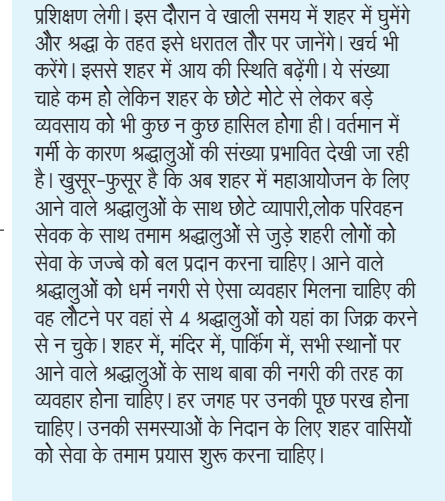 प्रशिक्षण लेगी। इस दौरान वे खाली समय में शहर में घुमेंगे
और श्रद्धा के तहत इसे धरातल तौर पर जानेंगे। खर्च भी
करेंगे। इससे शहर में आय की स्थिति बढ़ेंगी। ये संख्या
चाहे कम हो लेकिन शहर के छोटे मोटे से लेकर बड़े
व्यवसाय को भी कुछ न कुछ हासिल होगा ही। वर्तमान में
गर्मी के कारण श्रद्धालुओं की संख्या प्रभावित देखी जा रही
है। खुसूर-फुसूर है कि अब शहर में महाआयोजन के लिए
आने वाले श्रद्धालुओं के साथ छोटे व्यापारी,लोक परिवहन
सेवक के साथ तमाम श्रद्धालुओं से जुड़े शहरी लोगों को
सेवा के जज्बे को बल प्रदान करना चाहिए। आने वाले
श्रद्धालुओं को धर्म नगरी से ऐसा व्यवहार मिलना चाहिए की
वह लौटने पर वहां से 4 श्रद्धालुओं को यहां का जिक्र करने
से न चुके। शहर में, मंदिर में, पार्किग में, सभी स्थानों पर
आने वाले श्रद्धालुओं के साथ बाबा की नगरी की तरह का
व्यवहार होना चाहिए। हर जगह पर उनकी पूछ परख होना
चाहिए। उनकी समस्याओं के निदान के लिए शहर वासियों
को सेवा के तमाम प्रयास शुरू करना चाहिए।